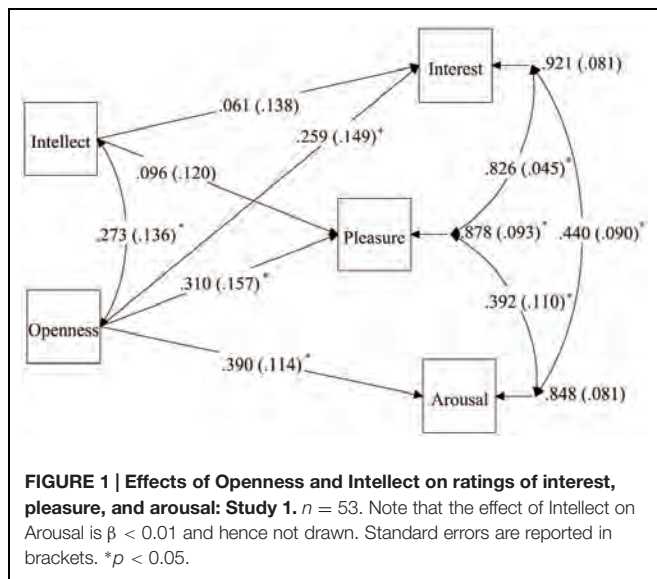 Interest
.921 (.081)
.061 (.138)
Intellect
.259 (.149)+
.826 (.045)*
.096 (.120)
.273 (.136)*
Pleasure
.878 (.093)*
.440 (.090)*
.310 (.157)*
.392 (.110)*
Openness
.390 (.114)*
Arousal
.848 (.081)
FIGURE 1 | Effects of Openness and Intellect on ratings of interest,
pleasure, and arousal: Study 1. n = 53. Note that the effect of Intellect on
Arousal is β < 0.01 and hence not drawn. Standard errors are reported in
brackets. *p < 0.05.